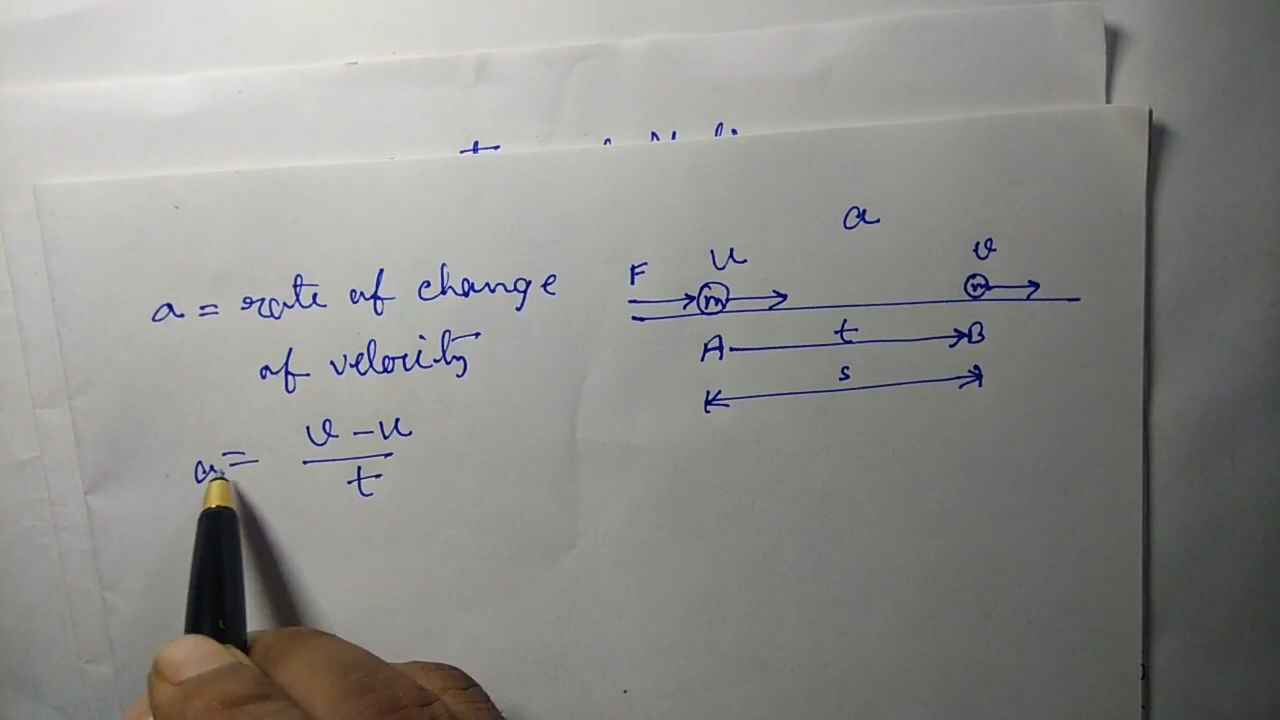 a = rate of change
of velocity
a = v - u
t
a
F u v
m m
A t B
s